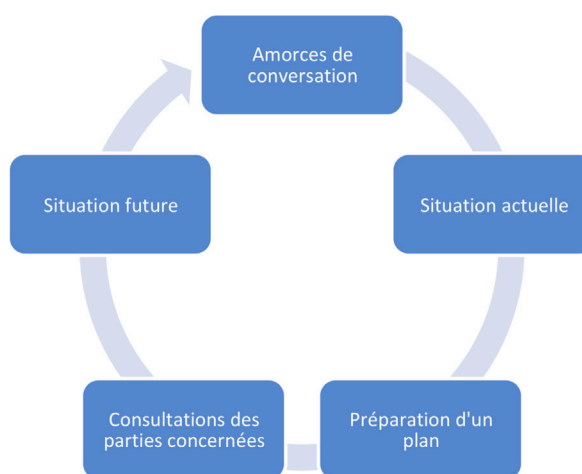 Amorces de
conversation
Situation future
Situation actuelle
Consultations des
parties concernées
Préparation d'un
plan